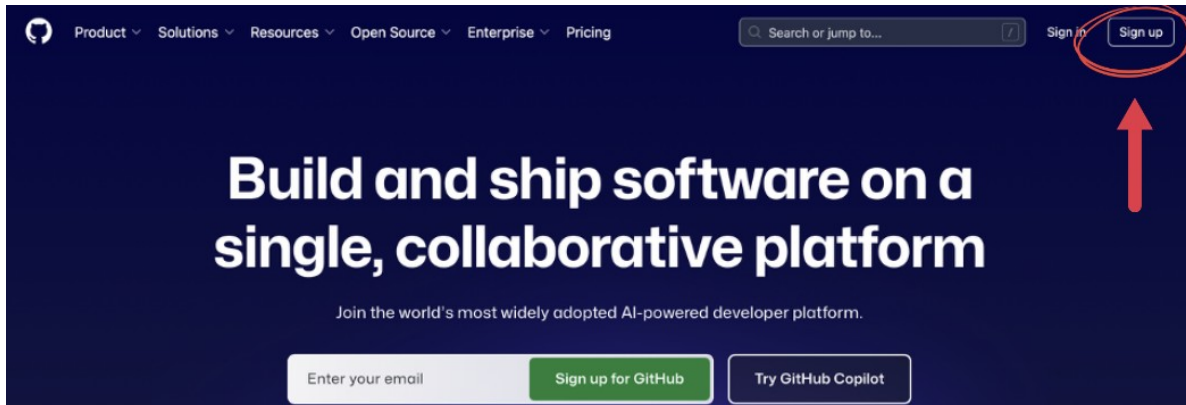 Product Solutions Resources Open Source Enterprise Pricing Search or jump to... / Sign in Sign up
Build and ship software on a
single, collaborative platform
Join the world's most widely adopted AI-powered developer platform.
Enter your email Sign up for GitHub Try GitHub Copilot